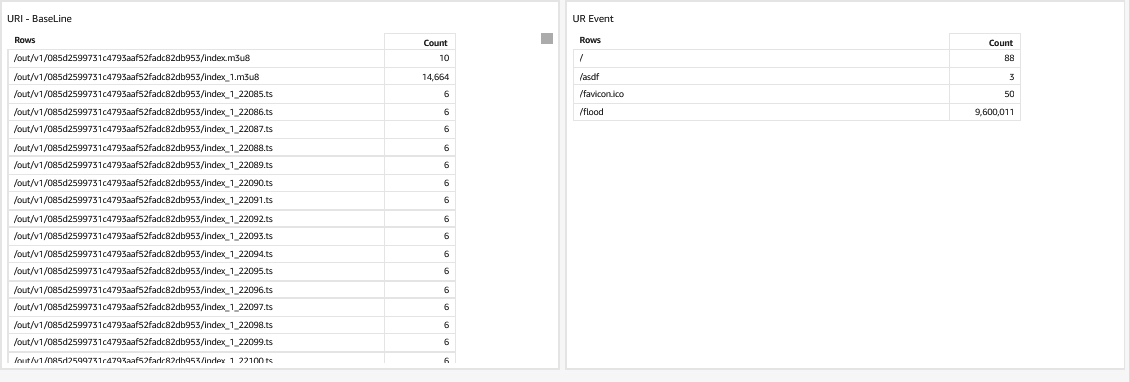 URI - BaseLine
Rows Count
/out/v1/085d2599731c4793aaf52fadc82db953/index.m3u8 10
/out/v1/085d2599731c4793aaf52fadc82db953/index_1.m3u8 14,664
/out/v1/085d2599731c4793aaf52fadc82db953/index_1_22085.ts 6
/out/v1/085d2599731c4793aaf52fadc82db953/index_1_22086.ts 6
/out/v1/085d2599731c4793aaf52fadc82db953/index_1_22087.ts 6
/out/v1/085d2599731c4793aaf52fadc82db953/index_1_22088.ts 6
/out/v1/085d2599731c4793aaf52fadc82db953/index_1_22089.ts 6
/out/v1/085d2599731c4793aaf52fadc82db953/index_1_22090.ts 6
/out/v1/085d2599731c4793aaf52fadc82db953/index_1_22091.ts 6
/out/v1/085d2599731c4793aaf52fadc82db953/index_1_22092.ts 6
/out/v1/085d2599731c4793aaf52fadc82db953/index_1_22093.ts 6
/out/v1/085d2599731c4793aaf52fadc82db953/index_1_22094.ts 6
/out/v1/085d2599731c4793aaf52fadc82db953/index_1_22095.ts 6
/out/v1/085d2599731c4793aaf52fadc82db953/index_1_22096.ts 6
/out/v1/085d2599731c4793aaf52fadc82db953/index_1_22097.ts 6
/out/v1/085d2599731c4793aaf52fadc82db953/index_1_22098.ts 6
/out/v1/085d2599731c4793aaf52fadc82db953/index_1_22099.ts 6
/out/v1/085d2599731c4793aaf52fadc82db953/index_1_22100.ts 6
UR Event
Rows Count
/ 88
/asdf 3
/favicon.ico 50
/flood 9,600,011